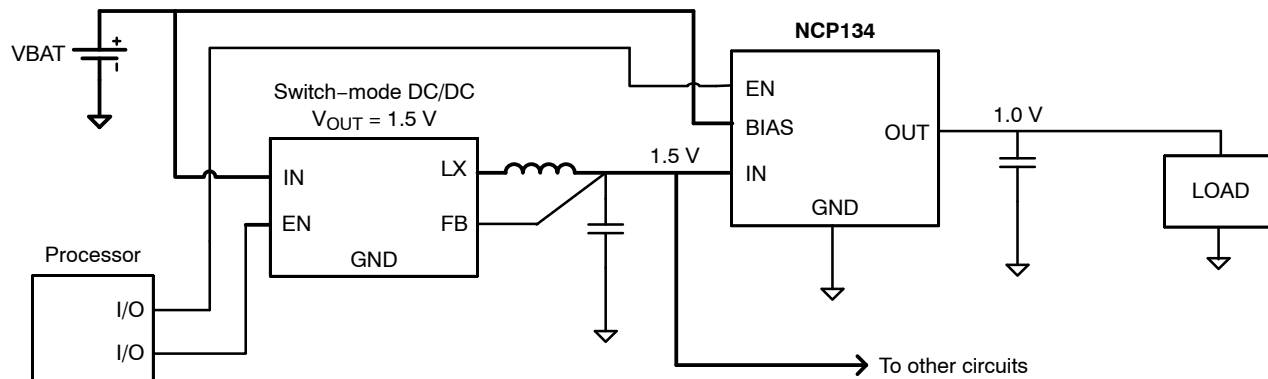 NCP134
VBAT
+
-
Switch−mode DC/DC
VOUT = 1.5 V
EN
BIAS
OUT
1.0 V
IN
LX
1.5 V
IN
LOAD
EN
FB
GND
GND
Processor
I/O
I/O
To other circuits